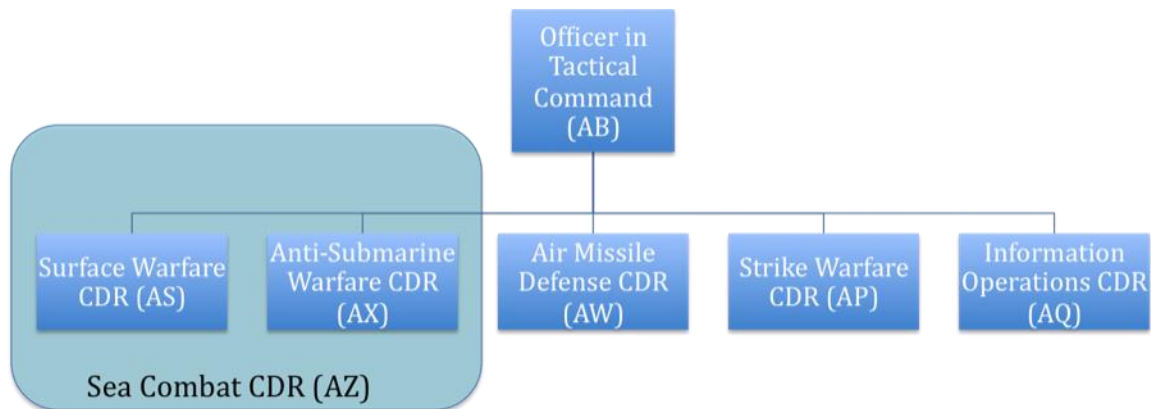 Officer in
Tactical
Command
(AB)
Surface Warfare
CDR (AS)
Anti-Submarine
Warfare CDR
(AX)
Air Missile
Defense CDR
(AW)
Strike Warfare
CDR (AP)
Information
Operations CDR
(AQ)
Sea Combat CDR (AZ)